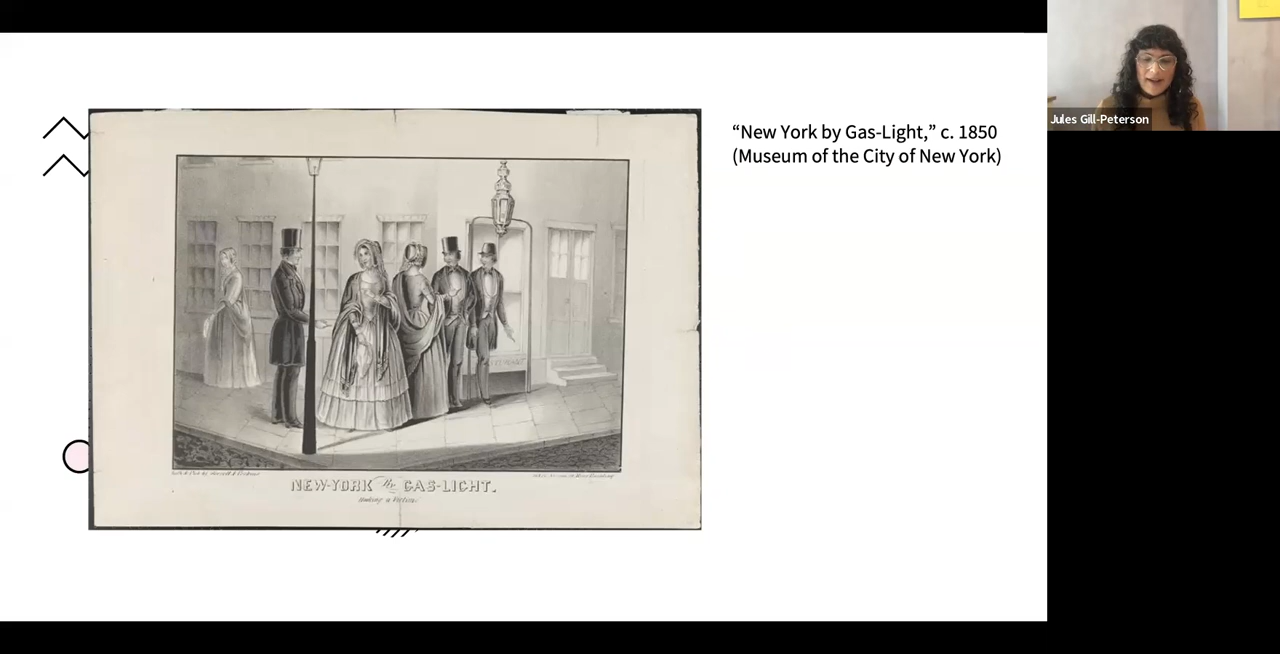 “New York by Gas-Light,” c. 1850
(Museum of the City of New York)
Jules Gill-Peterson
NEW-YORK by GAS-LIGHT.